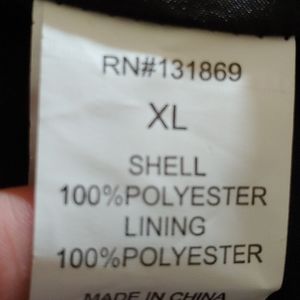 RN#131869
XL
SHELL
100%POLYESTER
LINING
100%POLYESTER
MADE IN CHINA